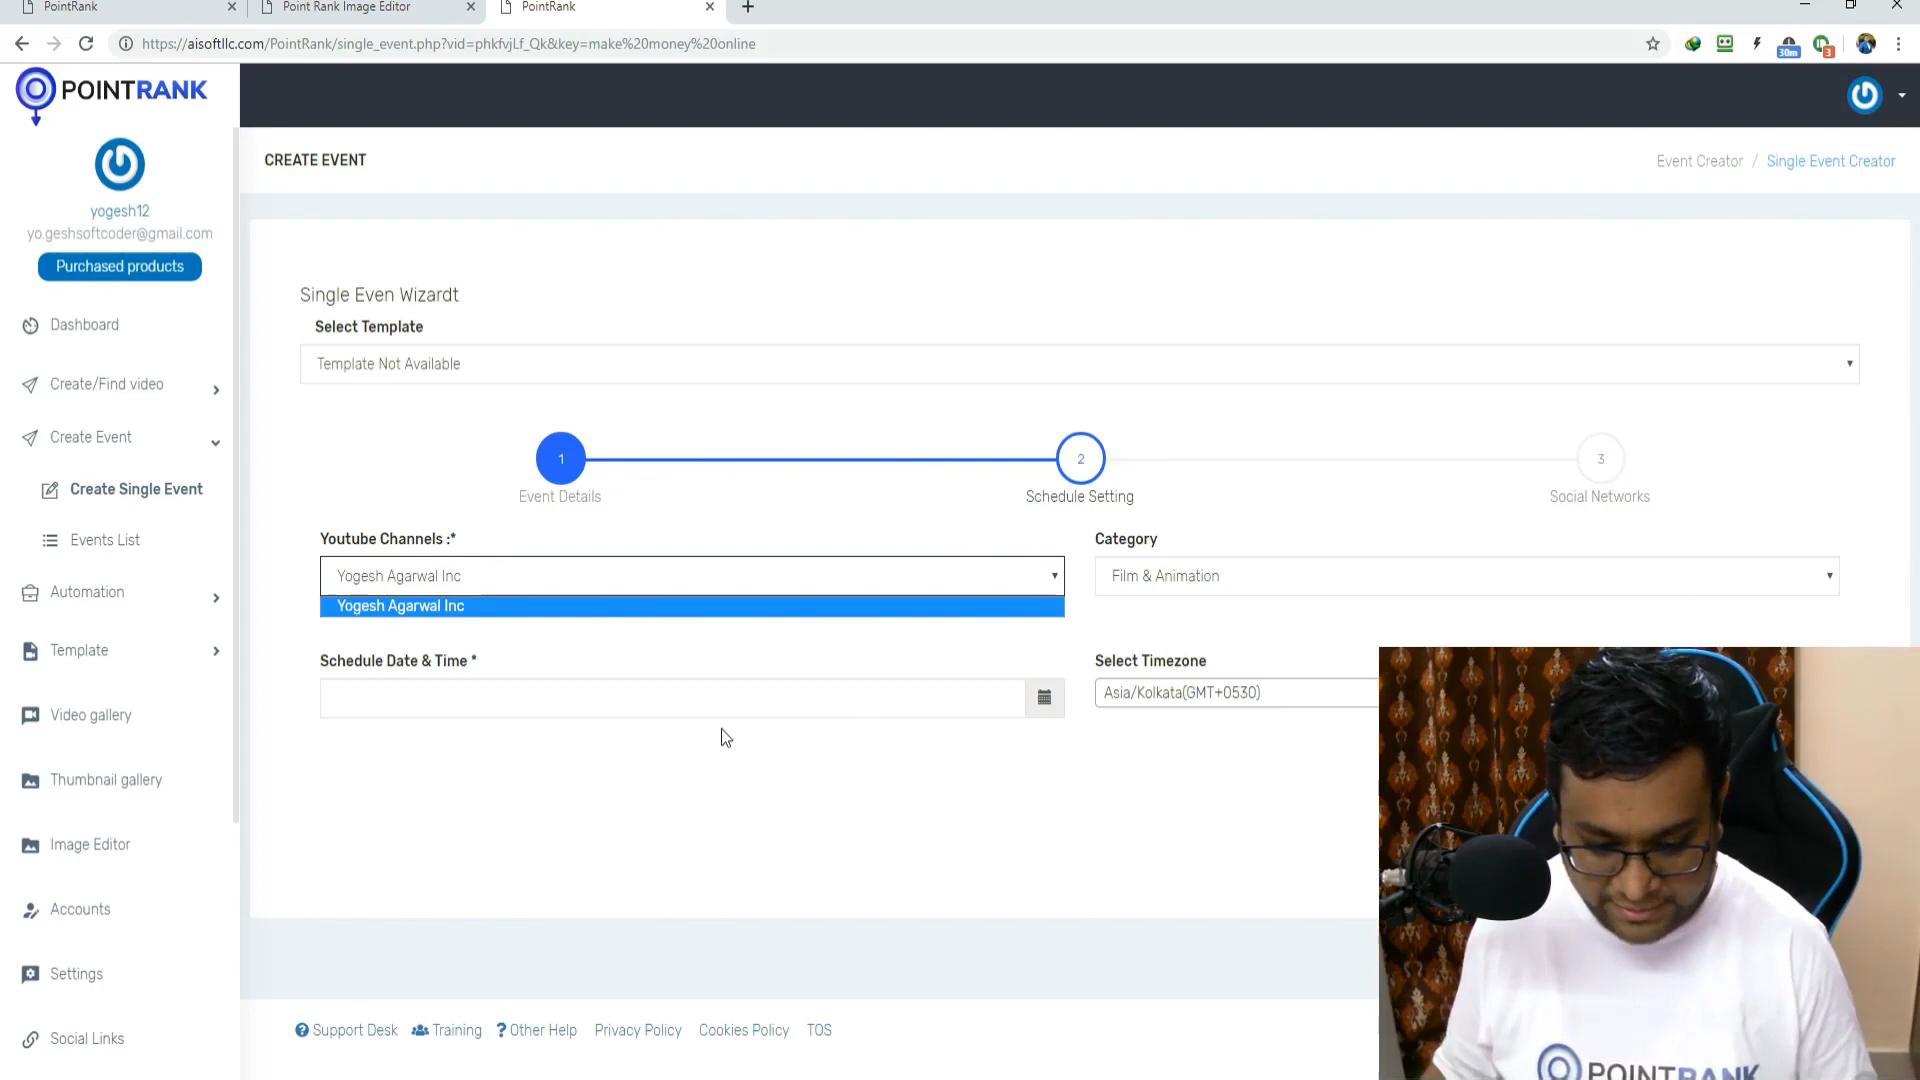 PointRank
Point Rank Image Editor
PointRank
https://aisoftllc.com/PointRank/single_event.php?vid=phkfvjLf_Qk&key=make%20money%20online
30m
3
POINTRANK
yogesh12
yo.geshsoftcoder@gmail.com
Purchased products
Dashboard
Create/Find video
Create Event
Create Single Event
Events List
Automation
Template
Video gallery
Thumbnail gallery
Image Editor
Accounts
Settings
Social Links
CREATE EVENT
Event Creator / Single Event Creator
Single Even Wizardt
Select Template
Template Not Available
1
2
3
Event Details
Schedule Setting
Social Networks
Youtube Channels :*
Category
Yogesh Agarwal Inc
Film & Animation
Yogesh Agarwal Inc
Schedule Date & Time *
Select Timezone
Asia/Kolkata(GMT+0530)
Support Desk
Training
Other Help
Privacy Policy
Cookies Policy
TOS
POINTRANK